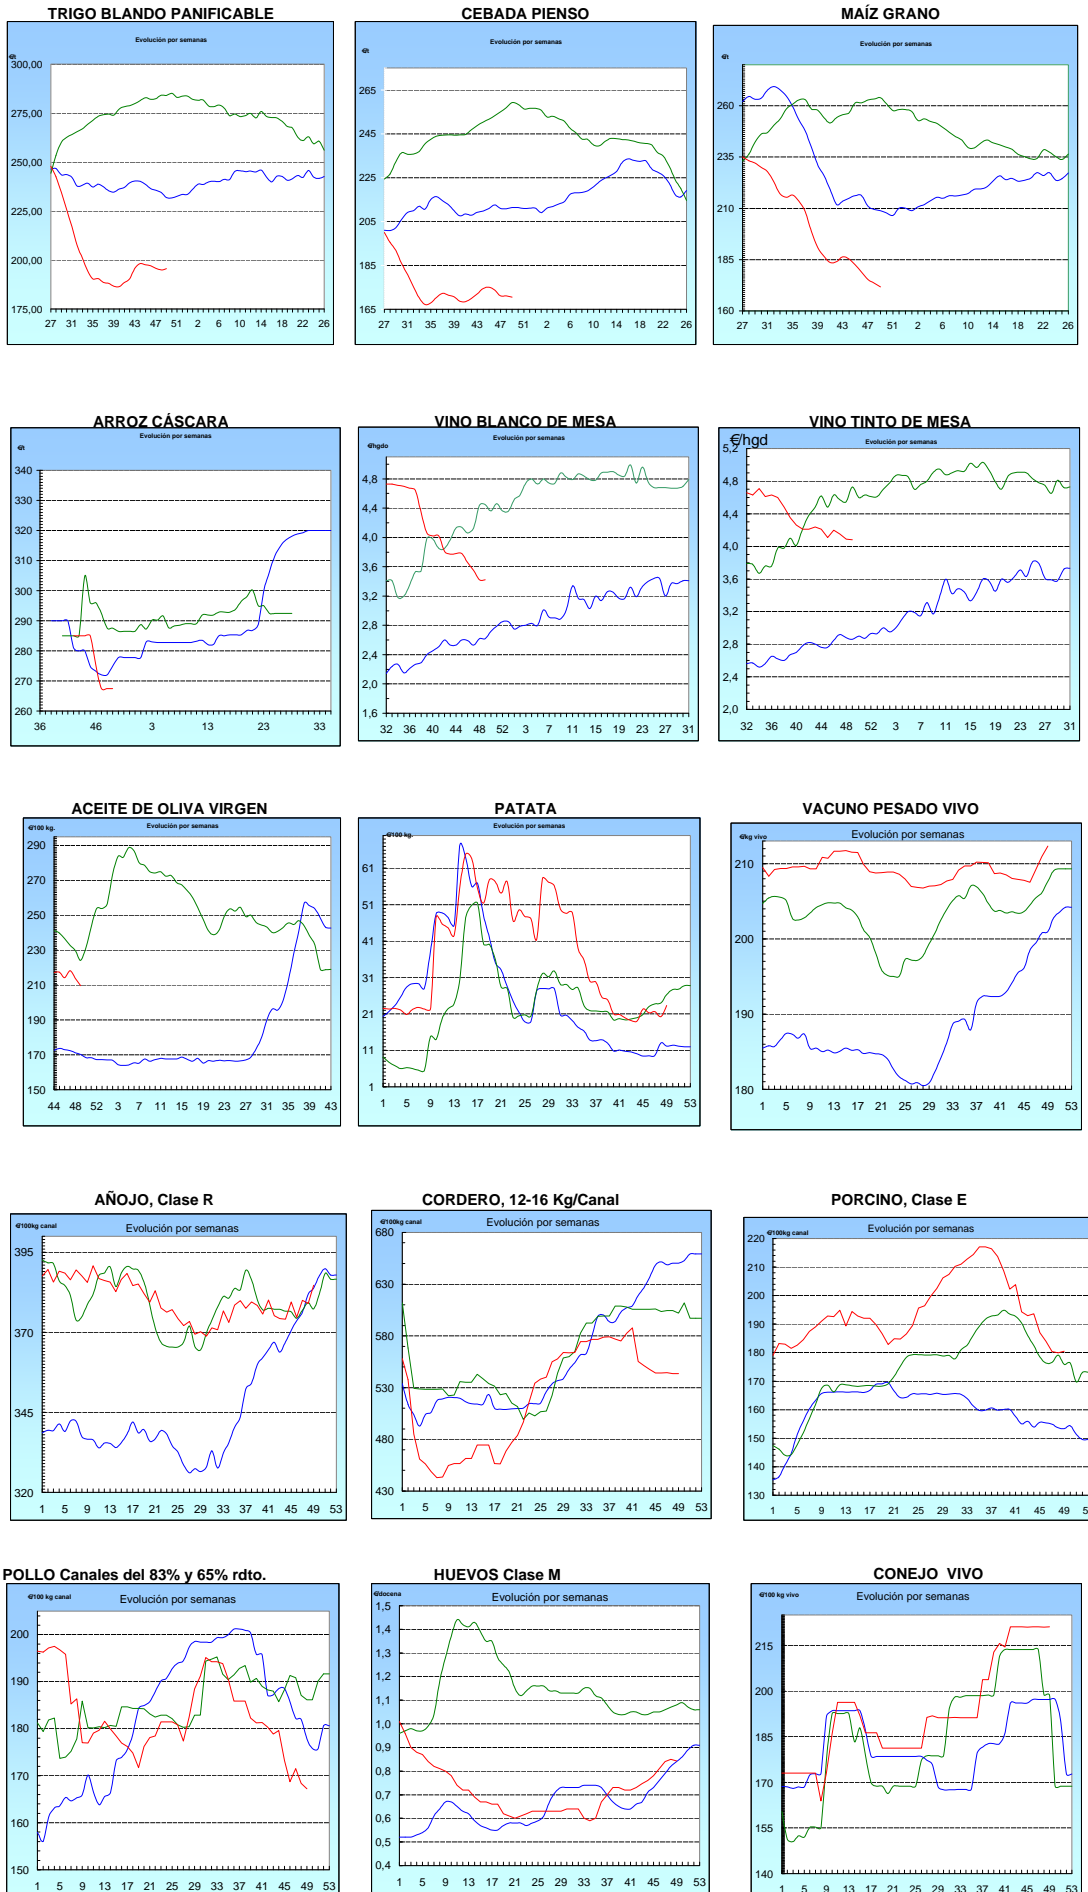 TRIGO BLANDO PANIFICABLE
Evolución por semanas
€/t
300,00
275,00
250,00
225,00
200,00
175,00
27 31 35 39 43 47 51 2 6 10 14 18 22 26
CEBADA PIENSO
Evolución por semanas
€/t
265
245
225
205
185
165
27 31 35 39 43 47 51 2 6 10 14 18 22 26
MAÍZ GRANO
Evolución por semanas
€/t
260
235
210
185
160
27 31 35 39 43 51 2 6 10 14 18 22 26
ARROZ CÁSCARA
Evolución por semanas
€/t
340
330
320
310
300
290
280
270
260
36 46 3 13 23 33
VINO BLANCO DE MESA
Evolución por semanas
€/hgdo
4,8
4,4
4,0
3,6
3,2
2,8
2,4
2,0
1,6
32 36 40 44 48 52 3 7 11 15 19 23 27 31
VINO TINTO DE MESA
€/hgd
Evolución por semanas
5,2
4,8
4,4
4,0
3,6
3,2
2,8
2,4
2,0
32 36 40 44 48 52 3 7 11 15 19 23 27 31
ACEITE DE OLIVA VIRGEN
€/100 kg.
Evolución por semanas
290
270
250
230
210
190
170
150
44 48 52 3 7 11 15 19 23 27 31 35 39 43
PATATA
Evolución por semanas
€/100 kg.
61
51
41
31
21
11
1
1 5 9 13 17 21 25 29 33 37 41 45 49 53
VACUNO PESADO VIVO
€/kg vivo
Evolución por semanas
210
200
190
180
1 5 9 13 17 21 25 29 33 37 41 45 49 53
AÑOJO, Clase R
€/100kg canal
Evolución por semanas
395
370
345
320
1 5 9 13 17 21 25 29 33 37 41 45 49 53
CORDERO, 12-16 Kg/Canal
€/100kg canal
Evolución por semanas
680
630
580
530
480
430
1 5 9 13 17 21 25 29 33 37 41 45 49 53
PORCINO, Clase E
€/100kg canal
Evolución por semanas
220
210
200
190
180
170
160
150
140
130
1 5 9 13 17 21 25 29 33 37 41 45 49
POLLO Canales del 83% y 65% rdto.
€/100 kg canal
Evolución por semanas
200
190
180
170
160
150
1 5 9 13 17 21 25 29 33 37 41 45 49 53
HUEVOS Clase M
€/docena
Evolución por semanas
1,5
1,4
1,3
1,2
1,1
1,0
0,9
0,8
0,7
0,6
0,5
0,4
1 5 9 13 17 21 25 29 33 37 41 45 49 53
CONEJO VIVO
€/100 kg vivo
Evolución por semanas
215
200
185
170
155
140
1 5 9 13 17 21 25 29 33 37 41 45 49 53